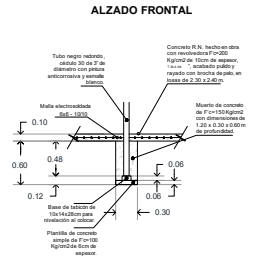 ALZADO FRONTAL
Tubo negro redondo,
cédulo 30 de 3" de
diámetro con pintura
anticorrosiva y esmalte
blanco.
Concreto R.N. hecho en obra
con revolvedora F'c=200
Kg/cm2 de 10cm de espesor,
acabado pulido y
rayado con brocha de pelo, en
losas de 2.30 x 2.40 m.
Malla electrosoldada
6x6 - 10/10
Muerto de concreto
de F'c=150 Kg/cm2
con dimensiones de
1.20 x 0.30 x 0.60 m
de profundidad.
0.10
0.60
0.48
0.12
0.06
0.06
0.30
Base de tabicón de
10x14x28cm para
nivelación al colocar.
Plantilla de concreto
simple de F'c=100
Kg/cm2 de 6cm de
espesor.